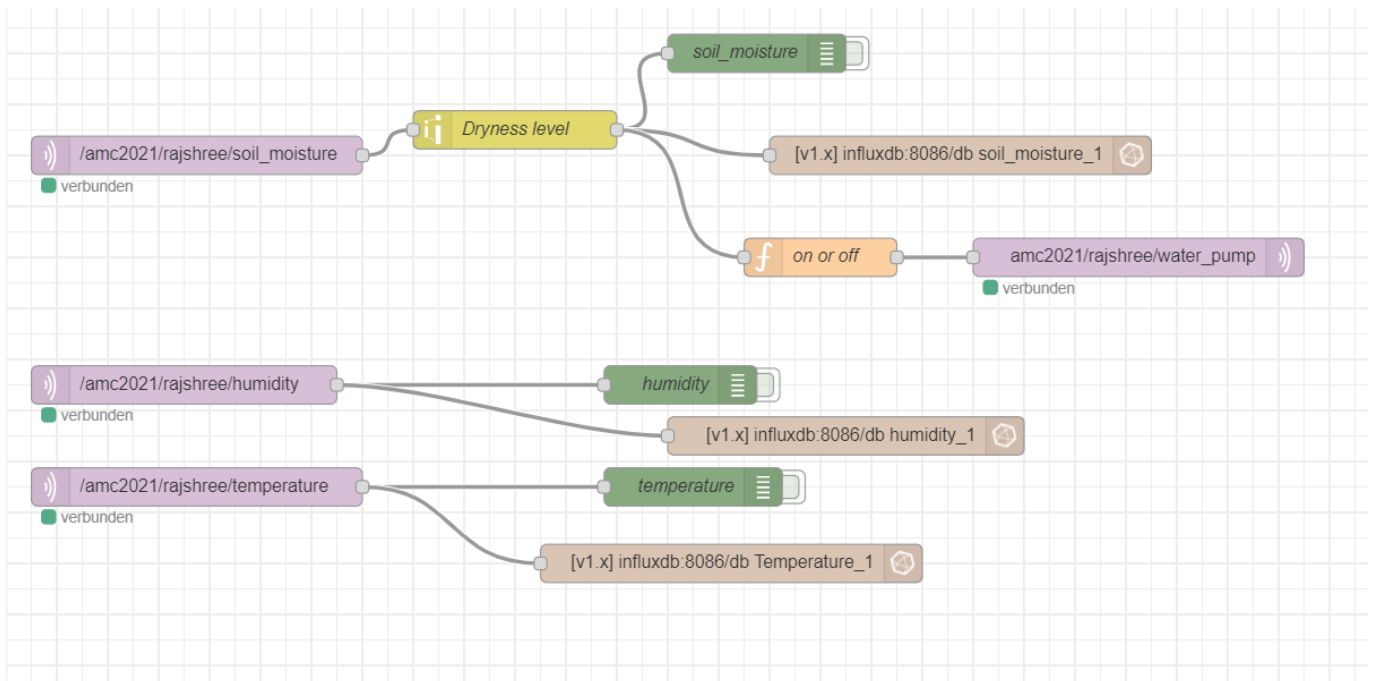 soil_moisture
Dryness level
/amc2021/rajshree/soil_moisture
[v1.x] influxdb:8086/db soil_moisture_1
verbunden
on or off
amc2021/rajshree/water_pump
verbunden
/amc2021/rajshree/humidity
humidity
verbunden
[v1.x] influxdb:8086/db humidity_1
/amc2021/rajshree/temperature
temperature
verbunden
[v1.x] influxdb:8086/db Temperature_1